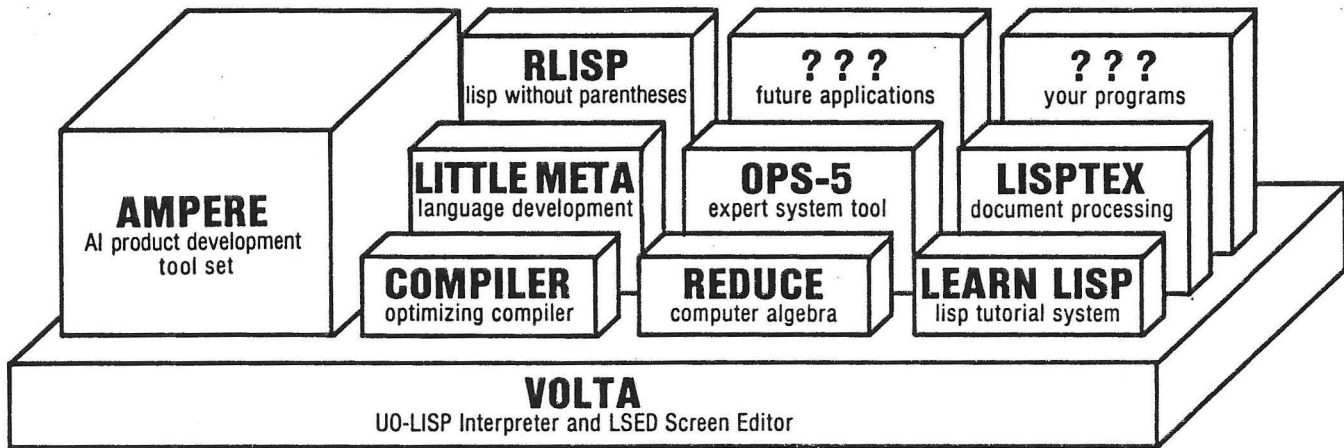 RLISP
lisp without parentheses
? ? ?
future applications
? ? ?
your programs
LITTLE META
language development
OPS-5
expert system tool
LISPTEX
document processing
AMPERE
AI product development
tool set
COMPILER
optimizing compiler
REDUCE
computer algebra
LEARN LISP
lisp tutorial system
VOLTA
UO-LISP Interpreter and LSED Screen Editor